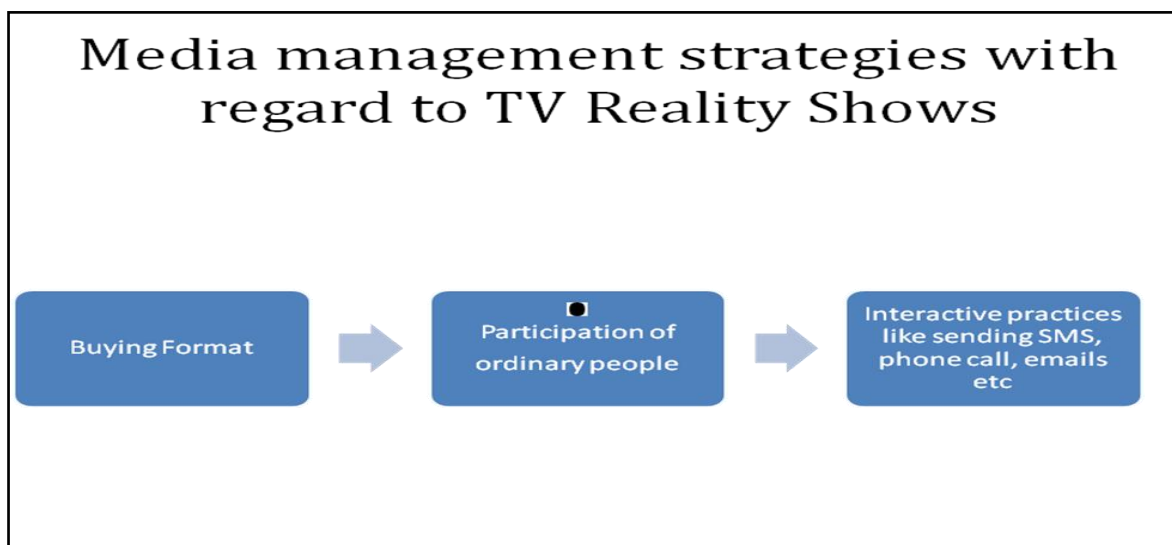 Media management strategies with
regard to TV Reality Shows
Buying Format
Participation of
ordinary people
Interactive practices
like sending SMS,
phone call, emails
etc